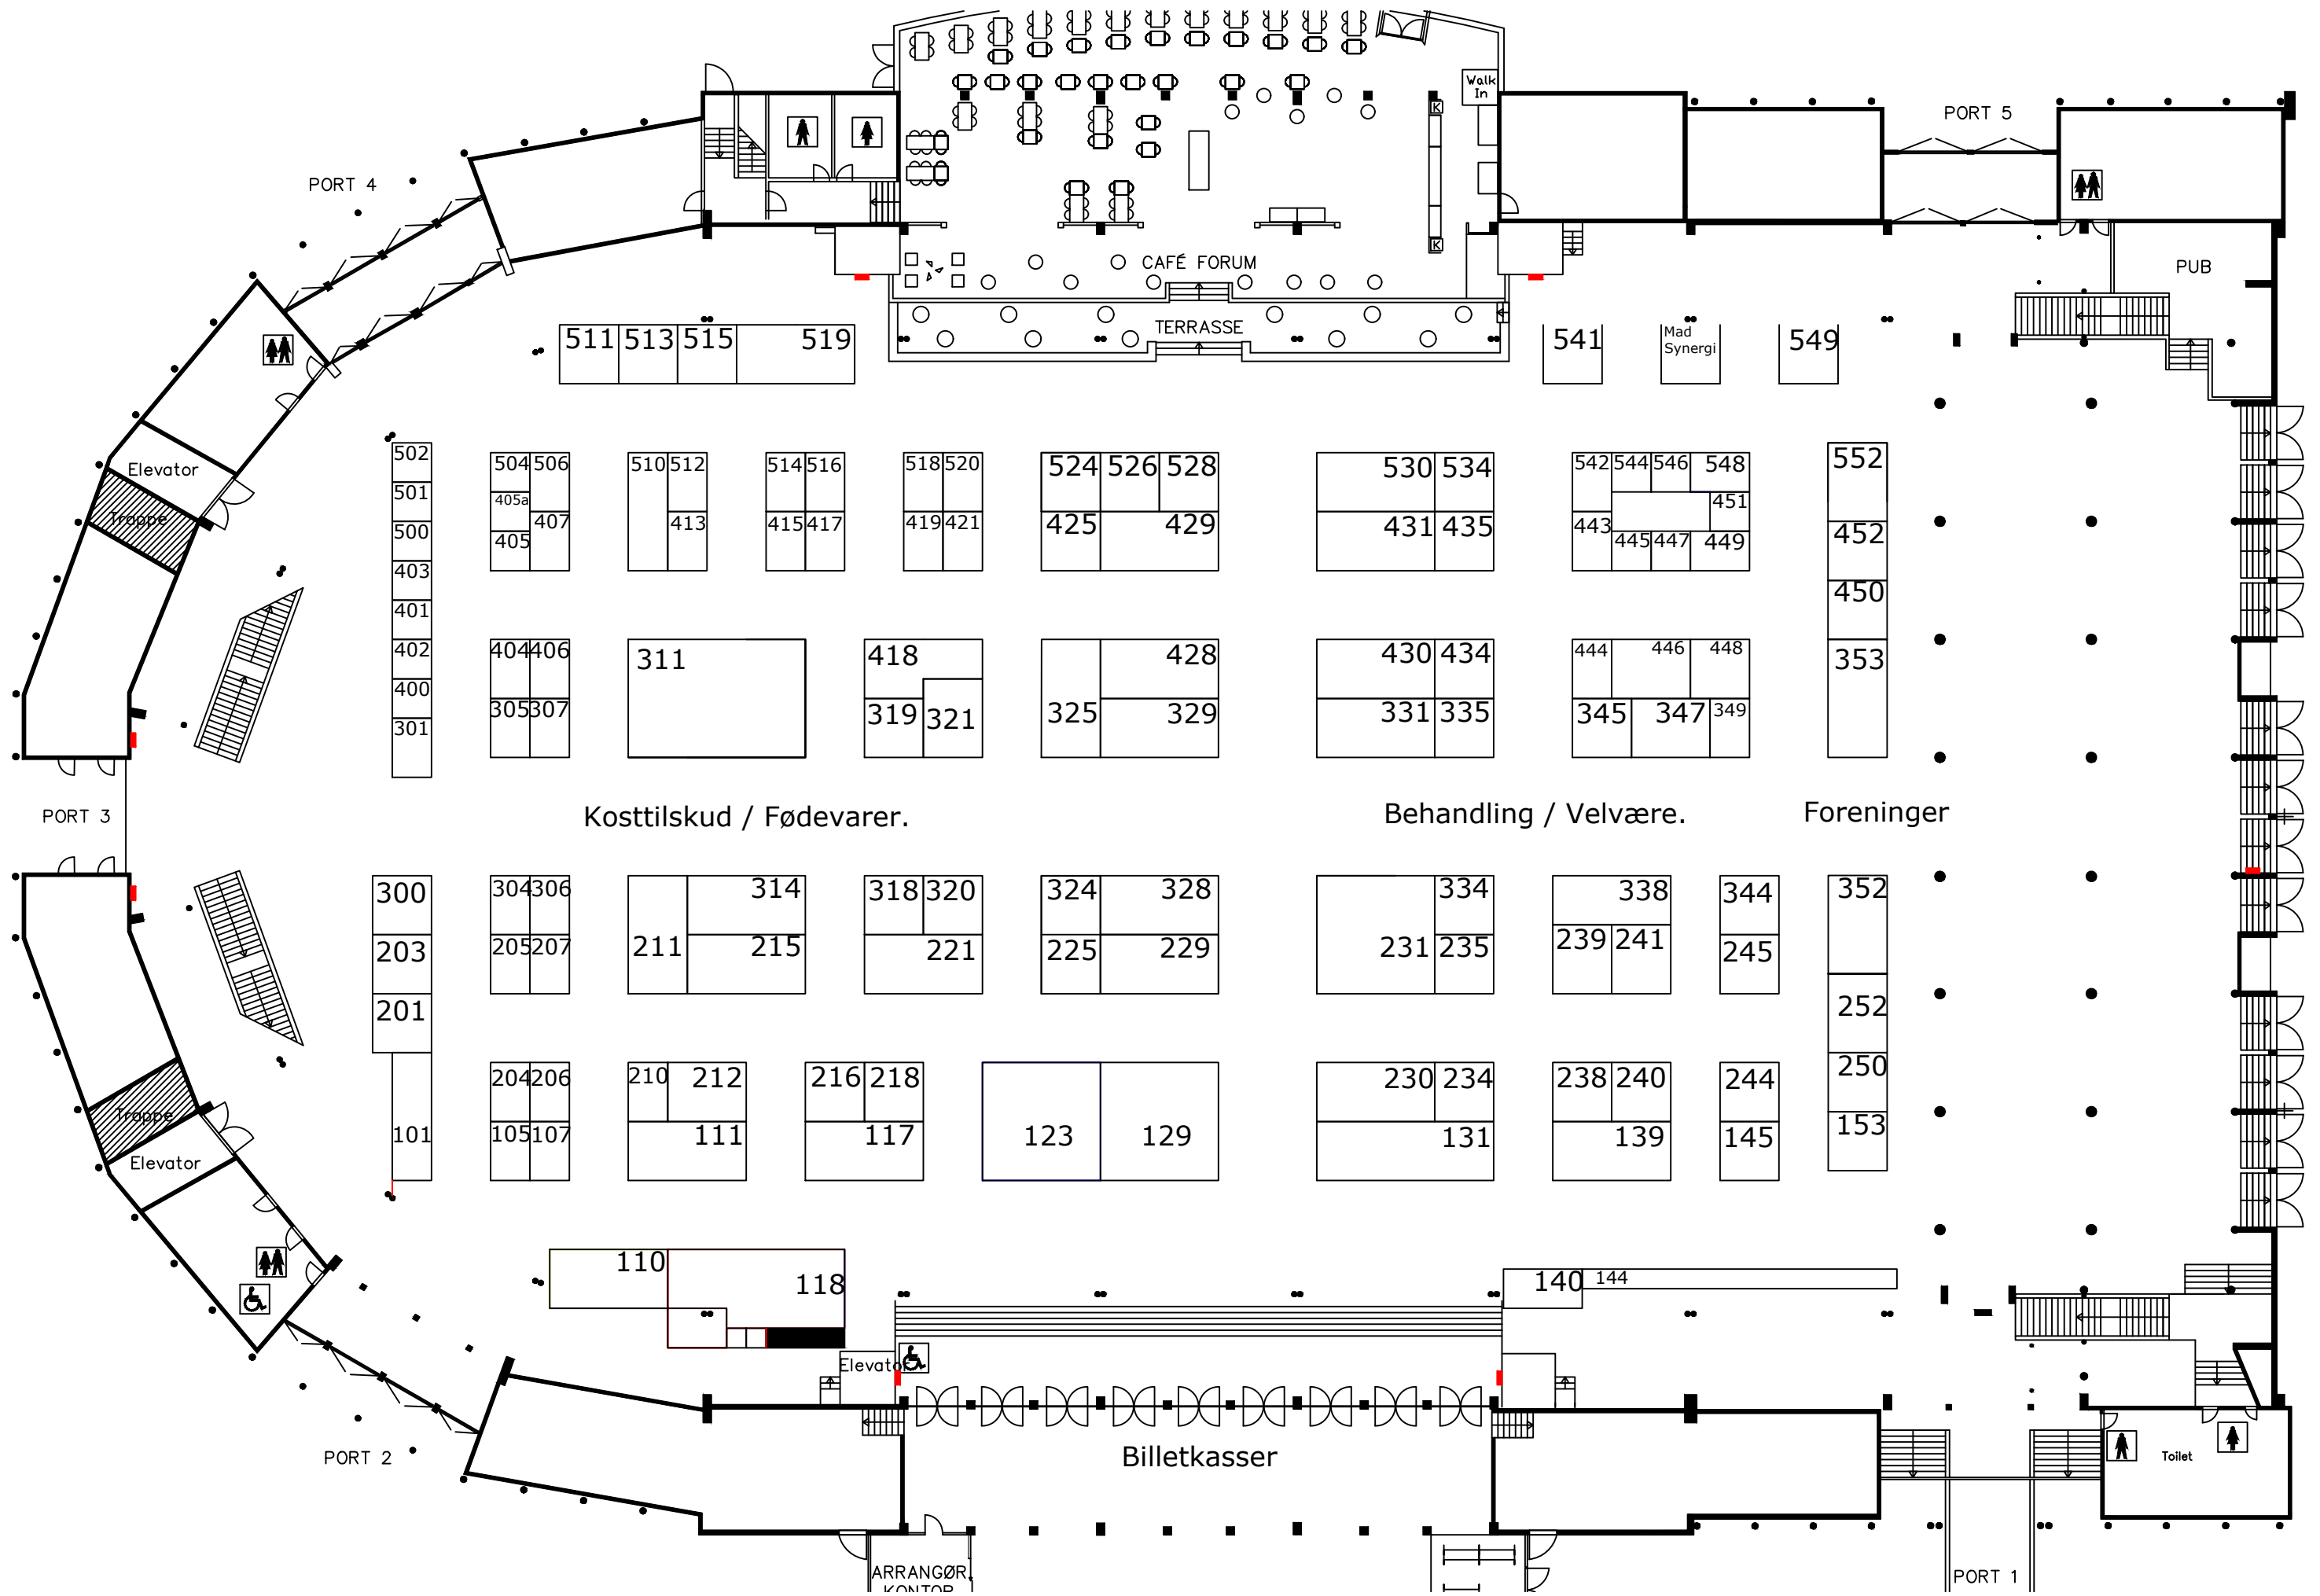 Walk
In
PORT 5
PORT 4
K
K
CAFÉ FORUM
PUB
TERRASSE
511 513 515 519
541
Mad
Synergi
549
502
501
500
403
401
402
400
301
504 506
405a
407
405
510 512
413
514 516
415 417
518 520
419 421
524 526 528
425 429
530 534
431 435
542 544 546 548
451
443
445 447 449
552
452
450
353
Elevator
Trappe
404 406
305 307
311
418
319 321
428
325 329
430 434
331 335
444 446 448
345 347 349
PORT 3
Kosttilskud / Fødevarer.
Behandling / Velvære.
Foreninger
300
203
201
101
304 306
205 207
314
211 215
318 320
221
324 328
225 229
334
231 235
338
239 241
344
245
352
252
250
153
204 206
105 107
210 212
111
216 218
117
123 129
230 234
131
238 240
139
244
145
Trappe
Elevator
110
118
140 144
Elevator
PORT 2
Billetkasser
Toilet
ARRANGØR.
KONTOR
PORT 1